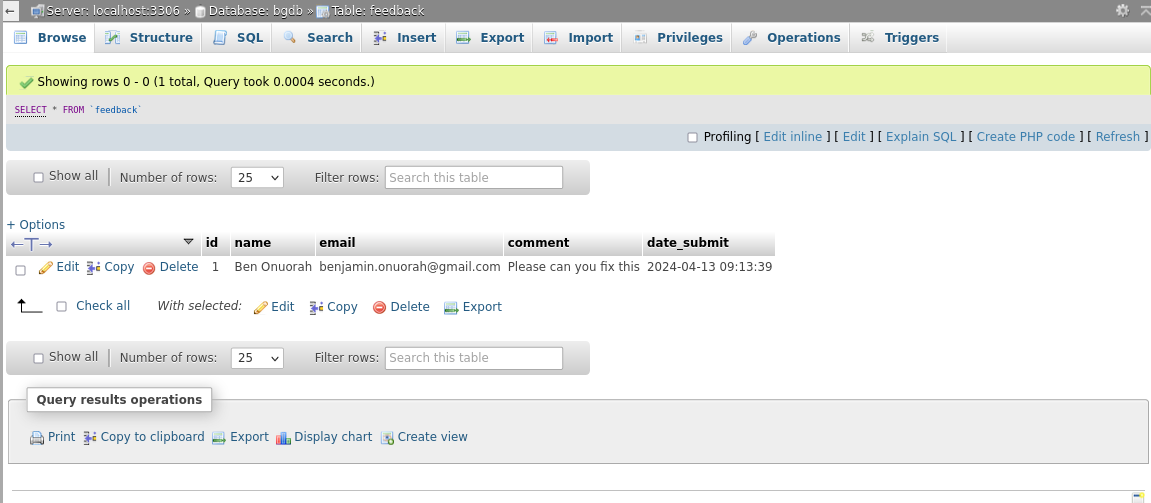 Server: localhost:3306 » Database: bgdb » Table: feedback
Browse Structure SQL Search Insert Export Import Privileges Operations Triggers
Showing rows 0 - 0 (1 total, Query took 0.0004 seconds.)
SELECT * FROM `feedback`
Profiling [ Edit inline ] [ Edit ] [ Explain SQL ] [ Create PHP code ] [ Refresh ]
Show all Number of rows: 25 Filter rows: Search this table
+ Options
←T→ id name email comment date_submit
Edit Copy Delete 1 Ben Onuorah benjamin.onuorah@gmail.com Please can you fix this 2024-04-13 09:13:39
Check all With selected: Edit Copy Delete Export
Show all Number of rows: 25 Filter rows: Search this table
Query results operations
Print Copy to clipboard Export Display chart Create view